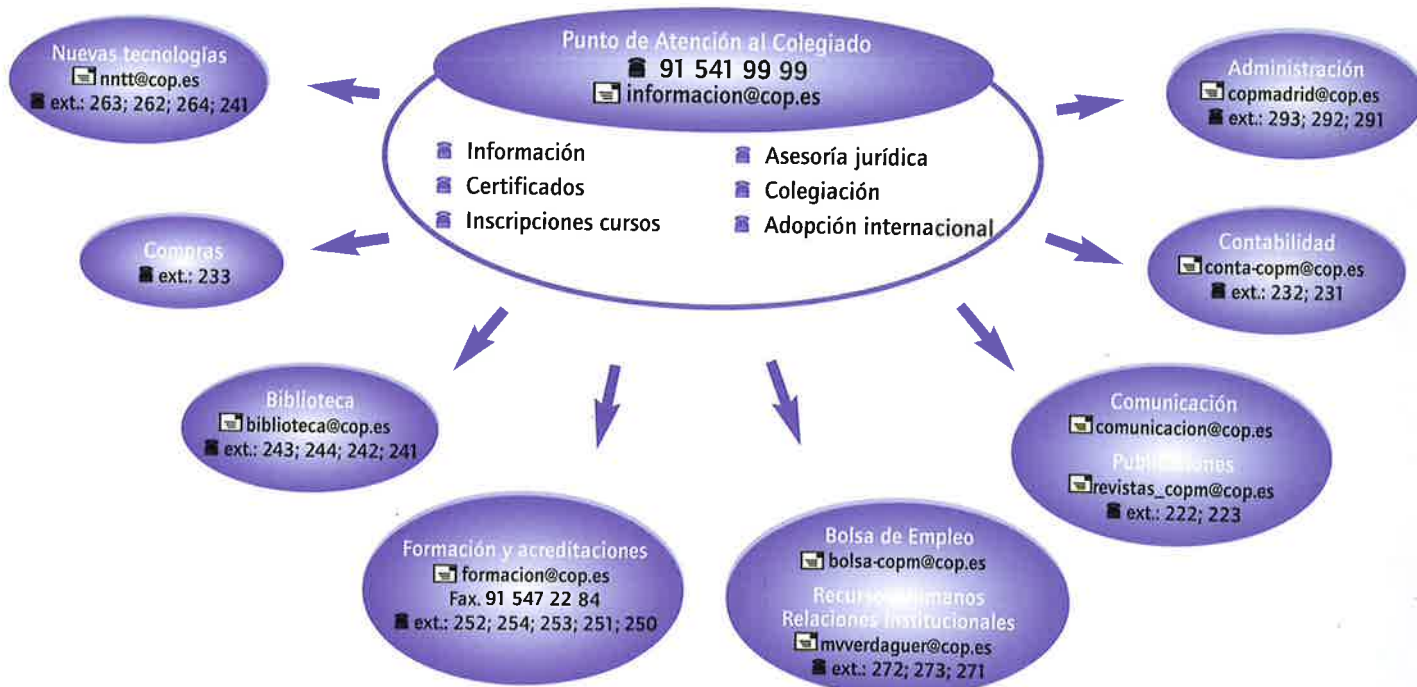 Punto de Atención al Colegiado
91 541 99 99
informacion@cop.es
Información
Certificados
Inscripciones cursos
Asesoría jurídica
Colegiación
Adopción internacional
Nuevas tecnologías
nntt@cop.es
ext.: 263; 262; 264; 241
Compras
ext.: 233
Biblioteca
biblioteca@cop.es
ext.: 243; 244; 242; 241
Formación y acreditaciones
formacion@cop.es
Fax. 91 547 22 84
ext.: 252; 254; 253; 251; 250
Bolsa de Empleo
bolsa-copm@cop.es
Recursos Humanos
Relaciones Institucionales
mvverdaguer@cop.es
ext.: 272; 273; 271
Comunicación
comunicacion@cop.es
Publicaciones
revistas_copm@cop.es
ext.: 222; 223
Contabilidad
conta-copm@cop.es
ext.: 232; 231
Administración
copmadrid@cop.es
ext.: 293; 292; 291